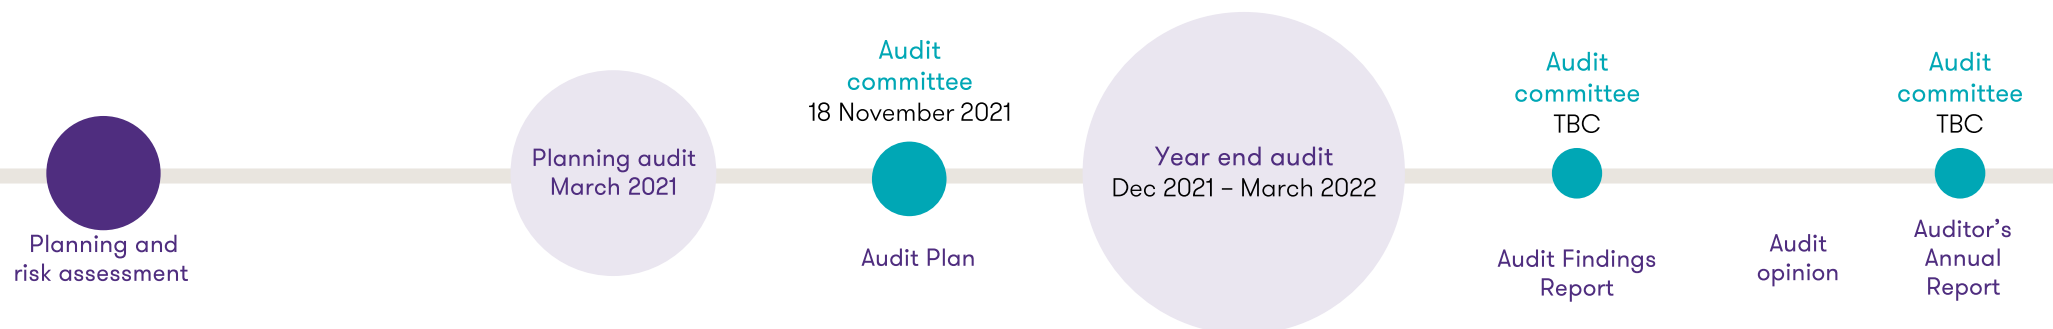 Planning and
risk assessment
Planning audit
March 2021
Audit
committee
18 November 2021
Audit Plan
Year end audit
Dec 2021 – March 2022
Audit
committee
TBC
Audit Findings
Report
Audit
opinion
Audit
committee
TBC
Auditor’s
Annual
Report